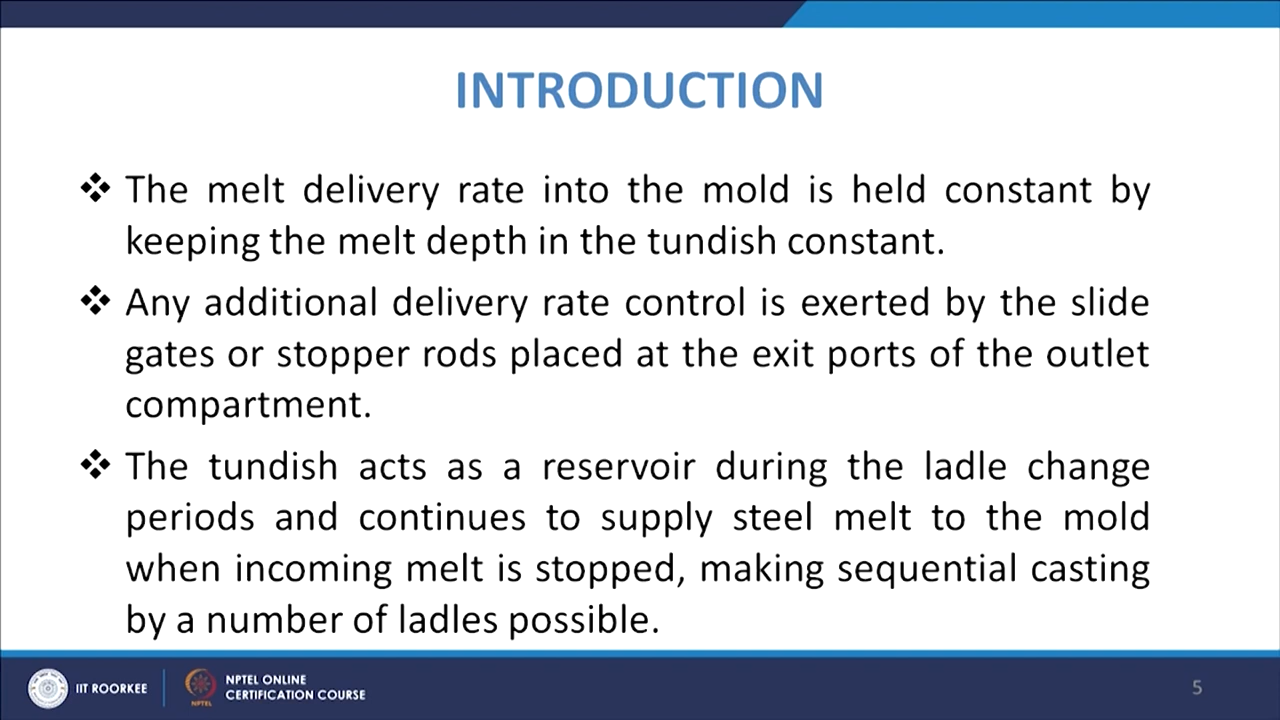 INTRODUCTION
❖ The melt delivery rate into the mold is held constant by
keeping the melt depth in the tundish constant.
❖ Any additional delivery rate control is exerted by the slide
gates or stopper rods placed at the exit ports of the outlet
compartment.
❖ The tundish acts as a reservoir during the ladle change
periods and continues to supply steel melt to the mold
when incoming melt is stopped, making sequential casting
by a number of ladles possible.
IIT ROORKEE
NPTEL
NPTEL ONLINE
CERTIFICATION COURSE
5